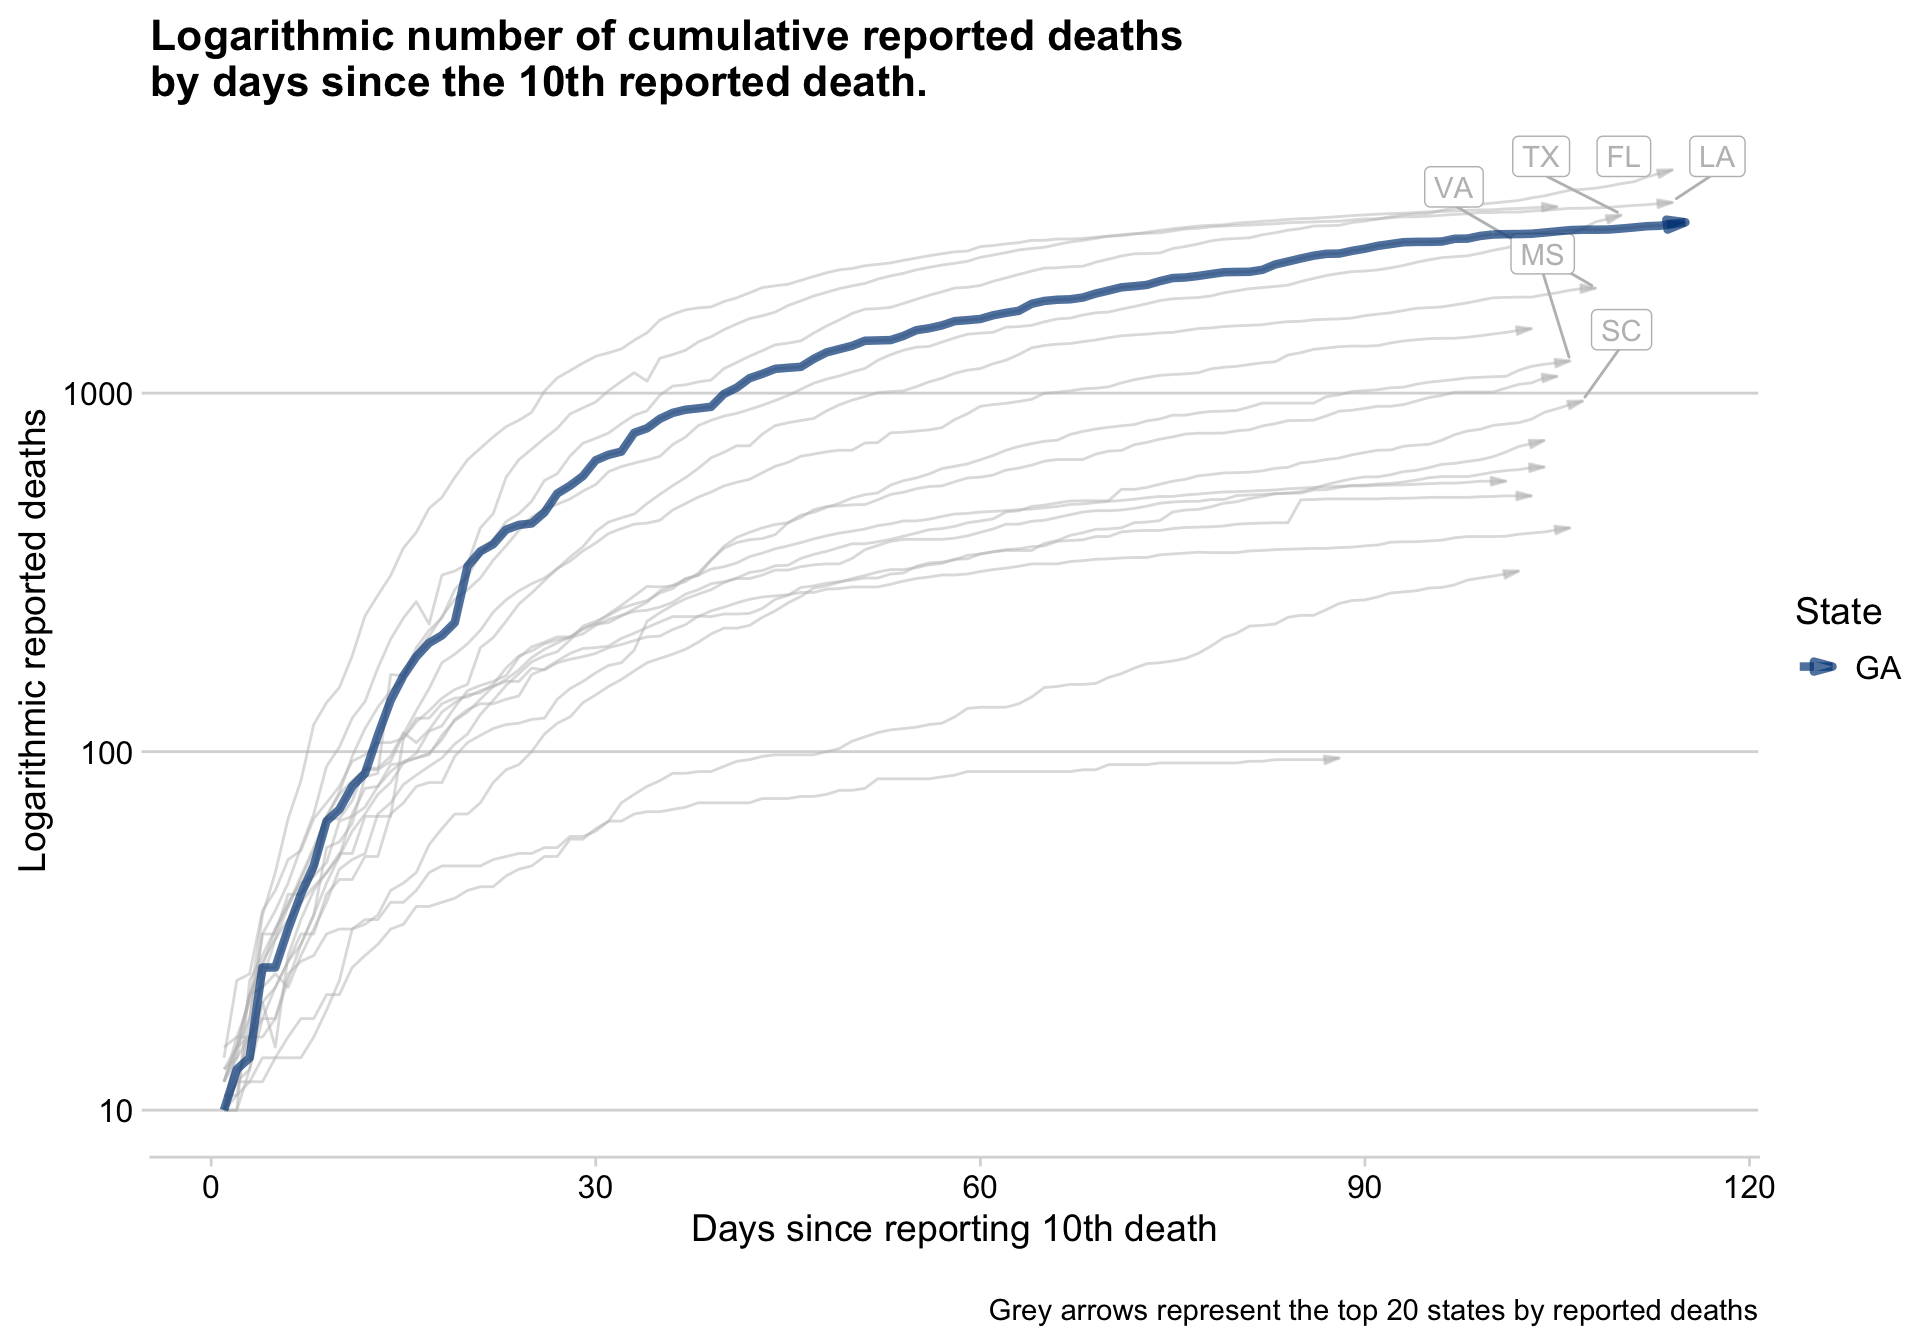 Logarithmic number of cumulative reported deaths
by days since the 10th reported death.
TX
FL
LA
VA
MS
SC
1000
100
10
Logarithmic reported deaths
State
GA
0
30
60
90
120
Days since reporting 10th death
Grey arrows represent the top 20 states by reported deaths